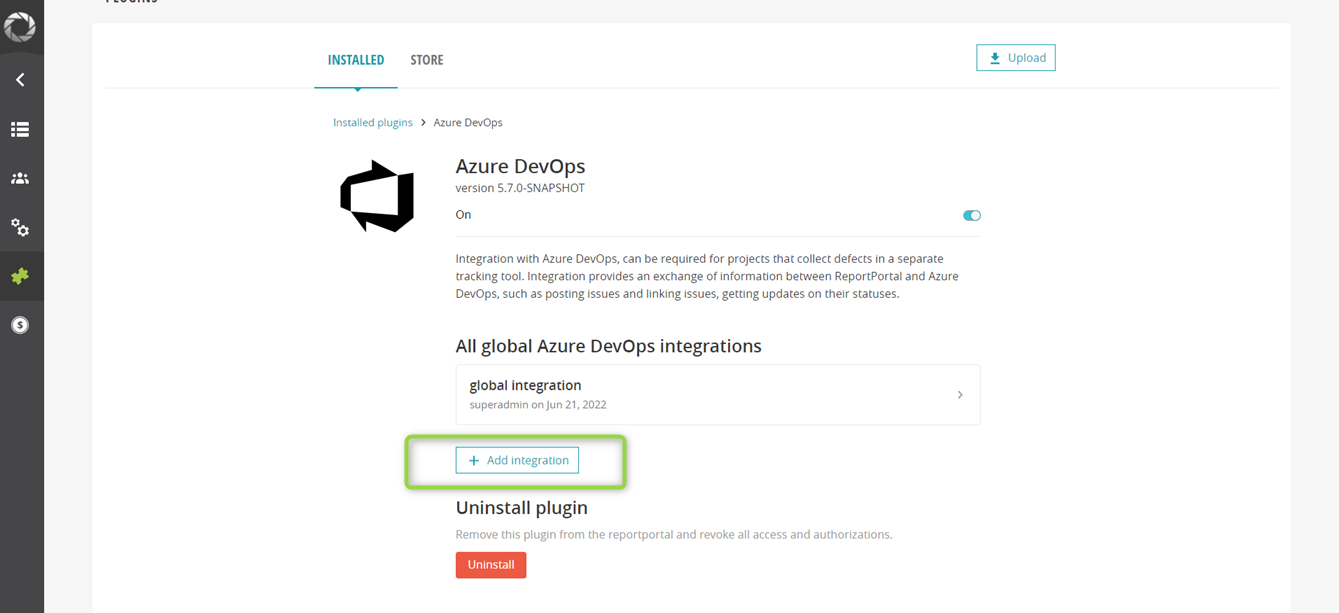 PLUGINS
INSTALLED
STORE
Upload
Installed plugins > Azure DevOps
Azure DevOps
version 5.7.0-SNAPSHOT
On
Integration with Azure DevOps, can be required for projects that collect defects in a separate
tracking tool. Integration provides an exchange of information between ReportPortal and Azure
DevOps, such as posting issues and linking issues, getting updates on their statuses.
All global Azure DevOps integrations
global integration
superadmin on Jun 21, 2022
+ Add integration
Uninstall plugin
Remove this plugin from the reportportal and revoke all access and authorizations.
Uninstall